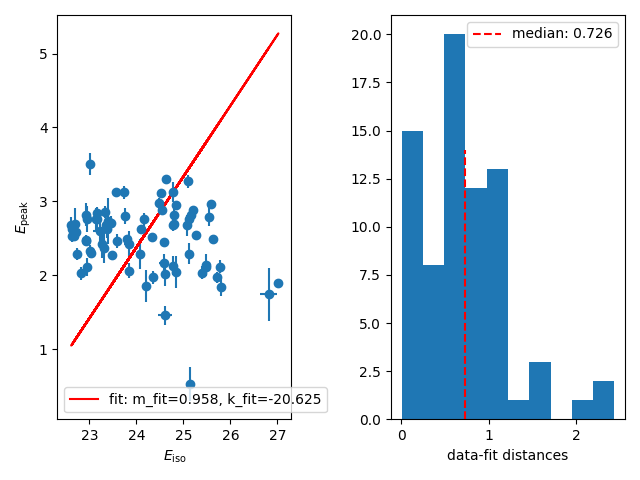 5
4
3
2
1
E_peak
23 24 25 26 27
E_iso
fit: m_fit=0.958, k_fit=-20.625
20.0
17.5
15.0
12.5
10.0
7.5
5.0
2.5
0.0
0 1 2
data-fit distances
median: 0.726